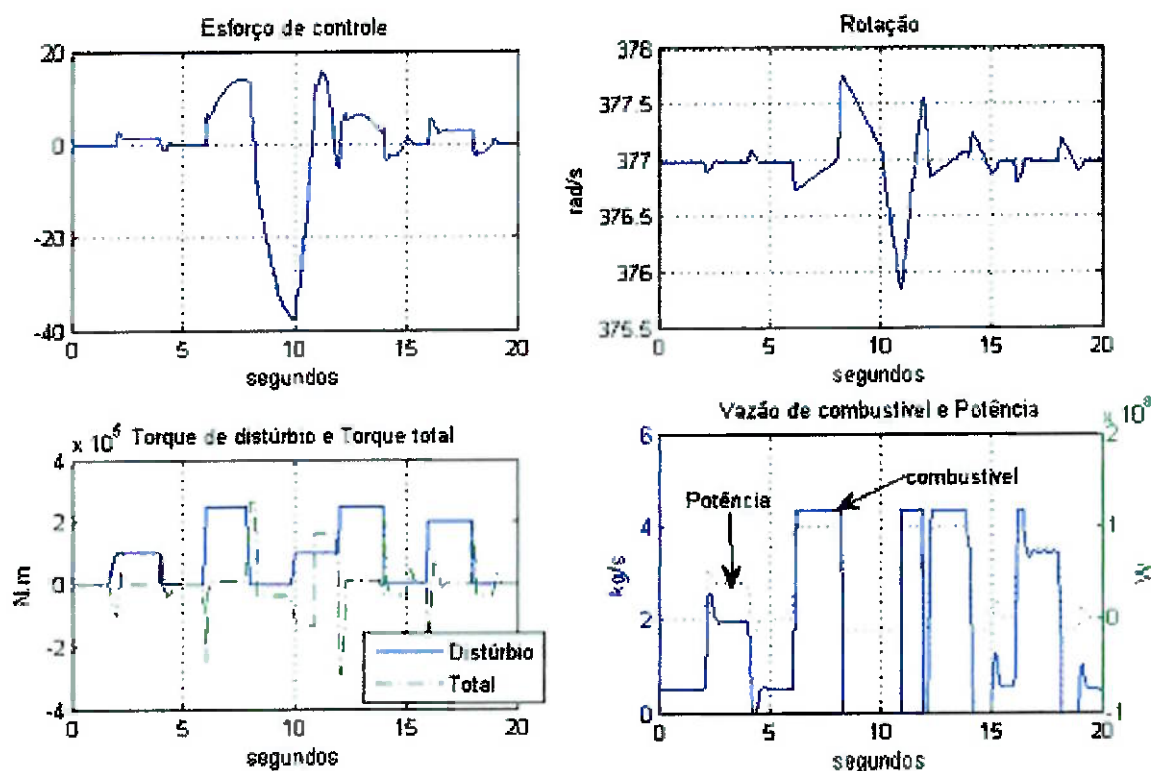 Esforço de controle
20
0
-20
-40
0
5
10
15
20
segundos
Rotação
378
377.5
377
376.5
376
375.5
rad/s
0
5
10
15
20
segundos
x 10
Torque de distúrbio e Torque total
4
2
0
-2
-4
N.m
Distúrbio
Total
0
5
10
15
20
segundos
Vazão de combustível e Potência
x 10
6
4
2
0
kg/s
Potência
combustível
2
1
0
-1
W
0
5
10
15
20
segundos